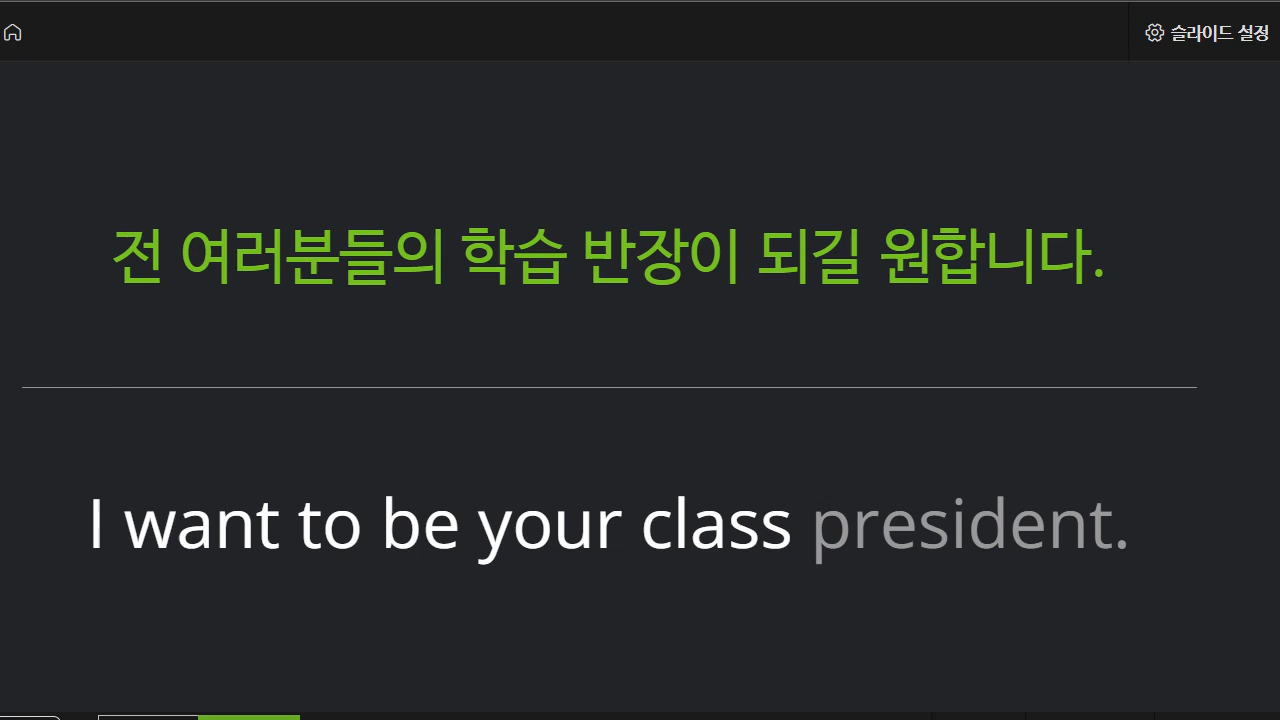 슬라이드 설정
전 여러분들의 학습 반장이 되길 원합니다.
I want to be your class president.